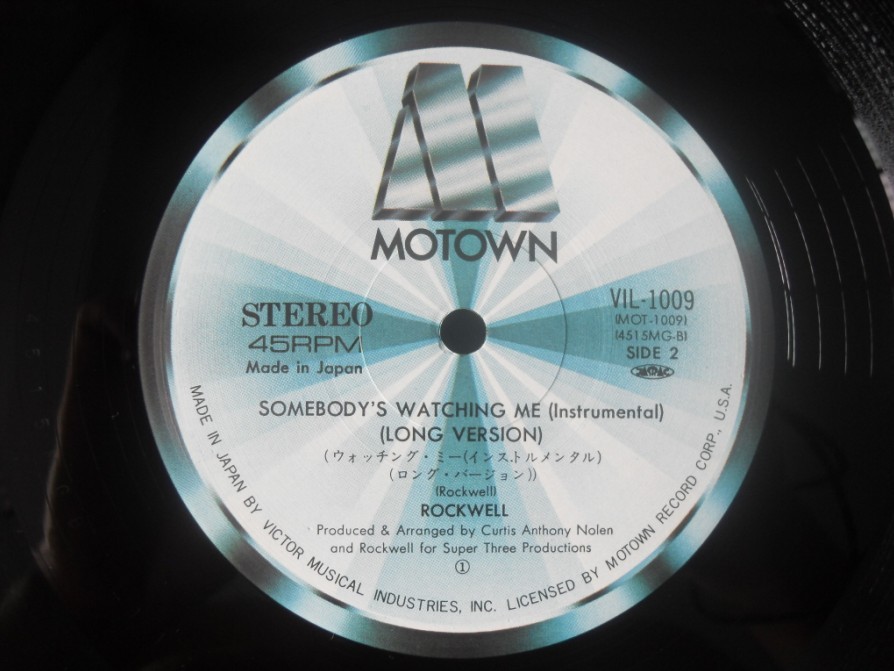 MOTOWN
STEREO
45RPM
Made in Japan
VIL-1009
(MOT-1009)
(4515MG-B)
SIDE 2
JASRAC
SOMEBODY'S WATCHING ME (Instrumental)
(LONG VERSION)
(ウォッチング・ミー(インストルメンタル)
(ロング・バージョン))
(Rockwell)
ROCKWELL
Produced & Arranged by Curtis Anthony Nolen
and Rockwell for Super Three Productions
①
MADE IN JAPAN BY VICTOR MUSICAL INDUSTRIES, INC. LICENSED BY MOTOWN RECORD CORP., U.S.A.